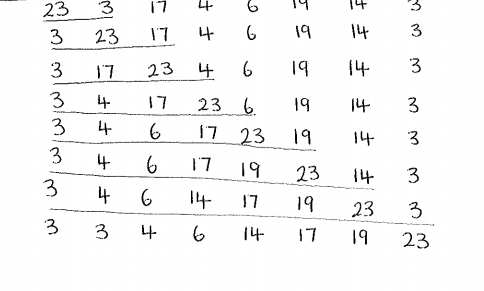 23 3 17 4 6 19 14 3
3 23 17 4 6 19 14 3
3 17 23 4 6 19 14 3
3 4 17 23 6 19 14 3
3 4 6 17 23 19 14 3
3 4 6 17 19 23 14 3
3 4 6 14 17 19 23 3
3 3 4 6 14 17 19 23